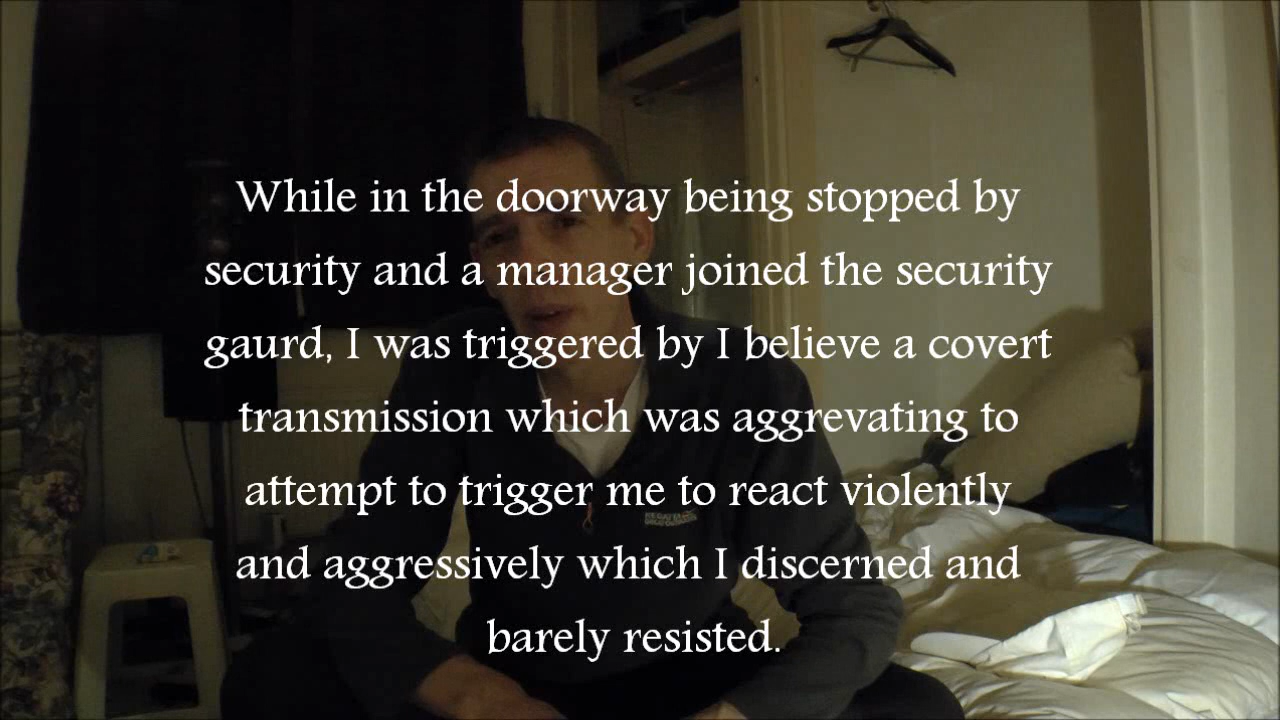 While in the doorway being stopped by
security and a manager joined the security
gaurd, I was triggered by I believe a covert
transmission which was aggrevating to
attempt to trigger me to react violently
and aggressively which I discerned and
barely resisted.